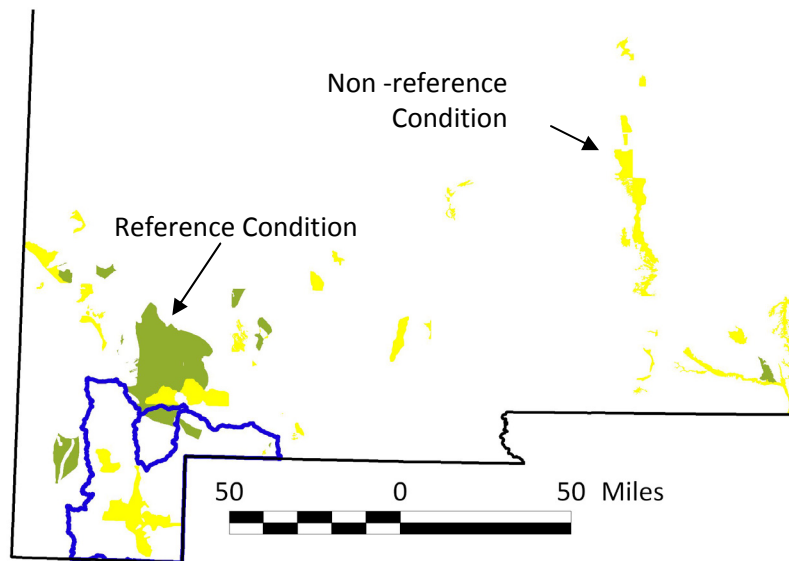 Non -reference
Condition
Reference Condition
50 0 50 Miles